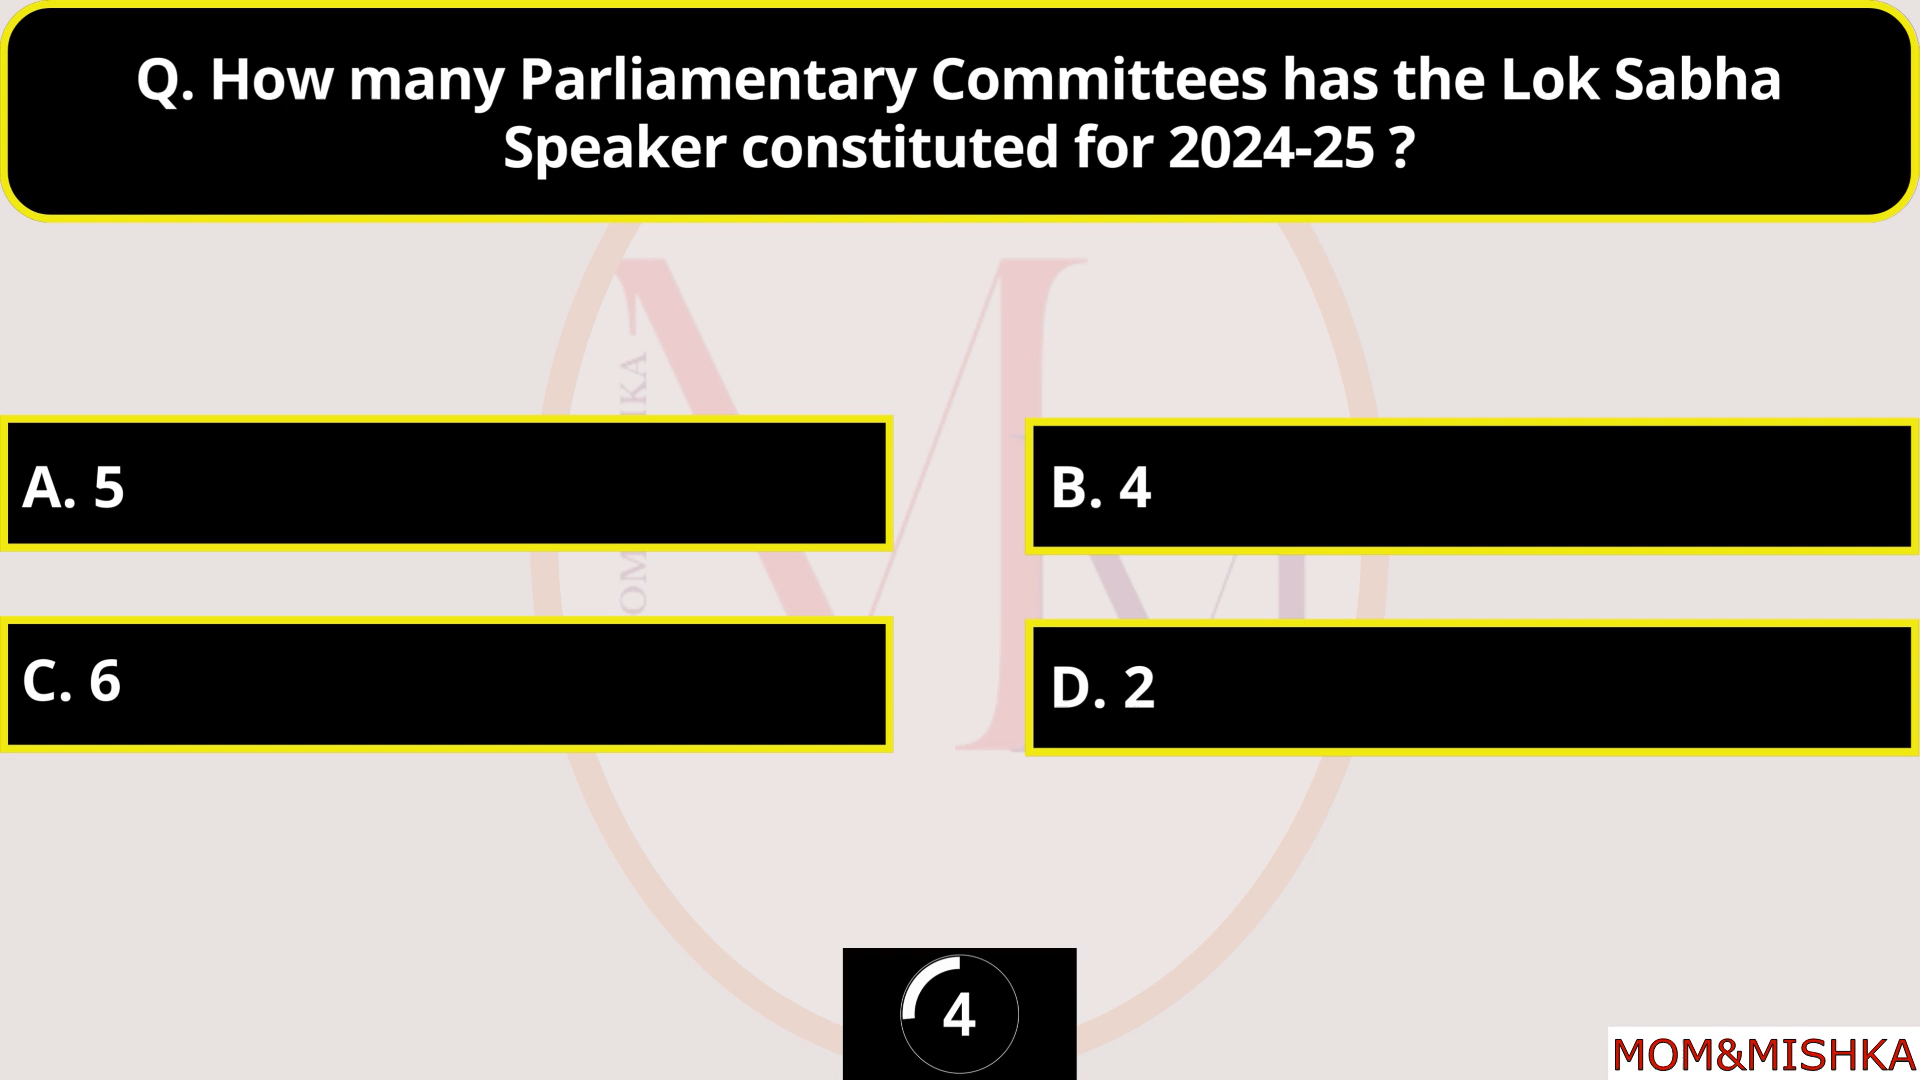 Q. How many Parliamentary Committees has the Lok Sabha
Speaker constituted for 2024-25 ?
A. 5
B. 4
C. 6
D. 2
4
MOM&MISHKA